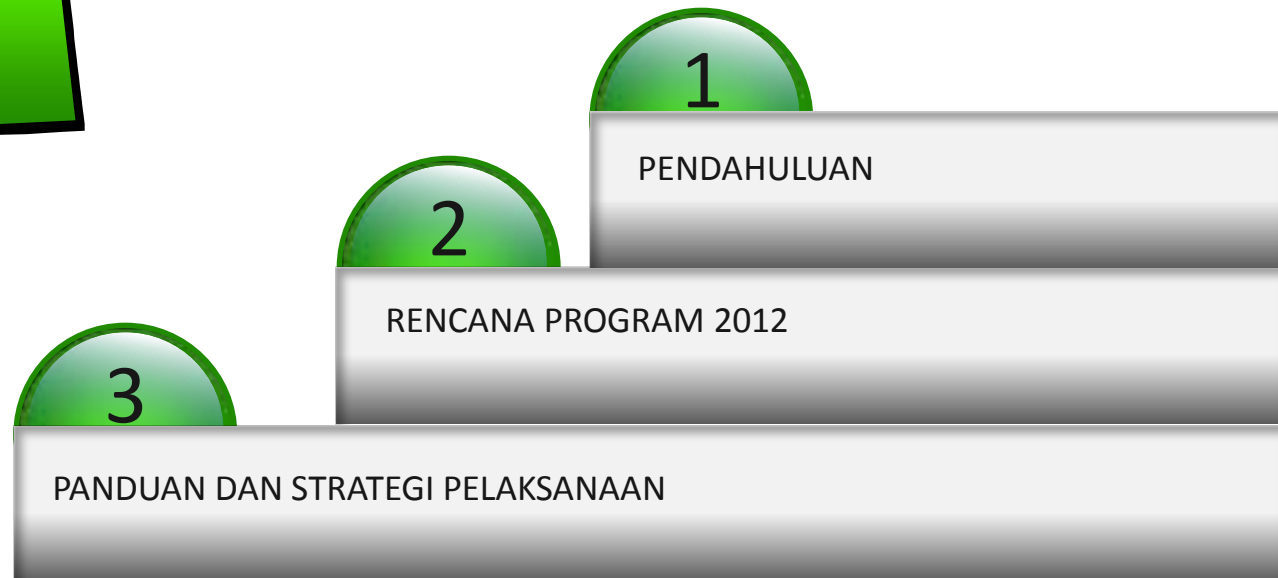 1
PENDAHULUAN
2
RENCANA PROGRAM 2012
3
PANDUAN DAN STRATEGI PELAKSANAAN